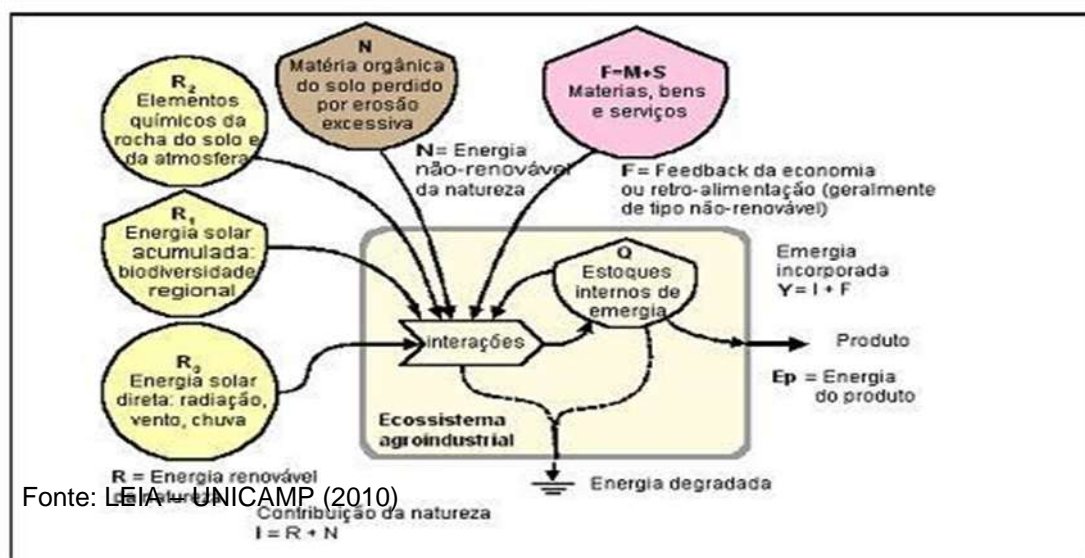 N
Matéria orgânica
do solo perdido
por erosão
excessiva
F=M+S
Materias, bens
e serviços
R2
Elementos
químicos da
rocha do solo e
da atmosfera
N= Energia
não-renovável
da natureza
F= Feedback da economia
ou retro-alimentação (geralmente
de tipo não-renovável)
R1
Energia solar
acumulada:
biodiversidade
regional
Q
Estoques
internos de
emergia
Emergia
incorporada
Y= I + F
interações
Produto
R3
Energia solar
direta: radiação,
vento, chuva
Ep = Energia
do produto
Ecossistema
agroindustrial
R = Energia renovável
da natureza
Energia degradada
Fonte: LEIA – UNICAMP (2010)
Contribuição da natureza
I = R + N